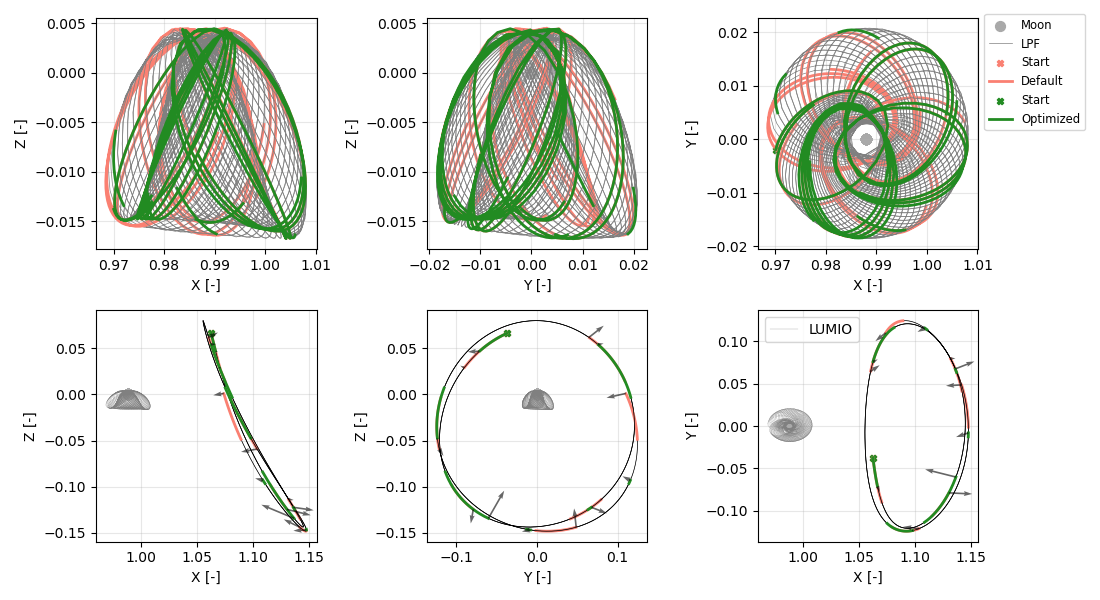 0.005
0.000
−0.005
−0.010
−0.015
Z [-]
0.97 0.98 0.99 1.00 1.01
X [-]
0.005
0.000
−0.005
−0.010
−0.015
Z [-]
−0.02 −0.01 0.00 0.01 0.02
Y [-]
0.02
0.01
0.00
−0.01
−0.02
Y [-]
0.97 0.98 0.99 1.00 1.01
X [-]
Moon
LPF
Start
Default
Start
Optimized
0.05
0.00
−0.05
−0.10
−0.15
Z [-]
1.00 1.05 1.10 1.15
X [-]
0.05
0.00
−0.05
−0.10
−0.15
Z [-]
−0.1 0.0 0.1
Y [-]
LUMIO
0.10
0.05
0.00
−0.05
−0.10
Y [-]
1.00 1.05 1.10 1.15
X [-]